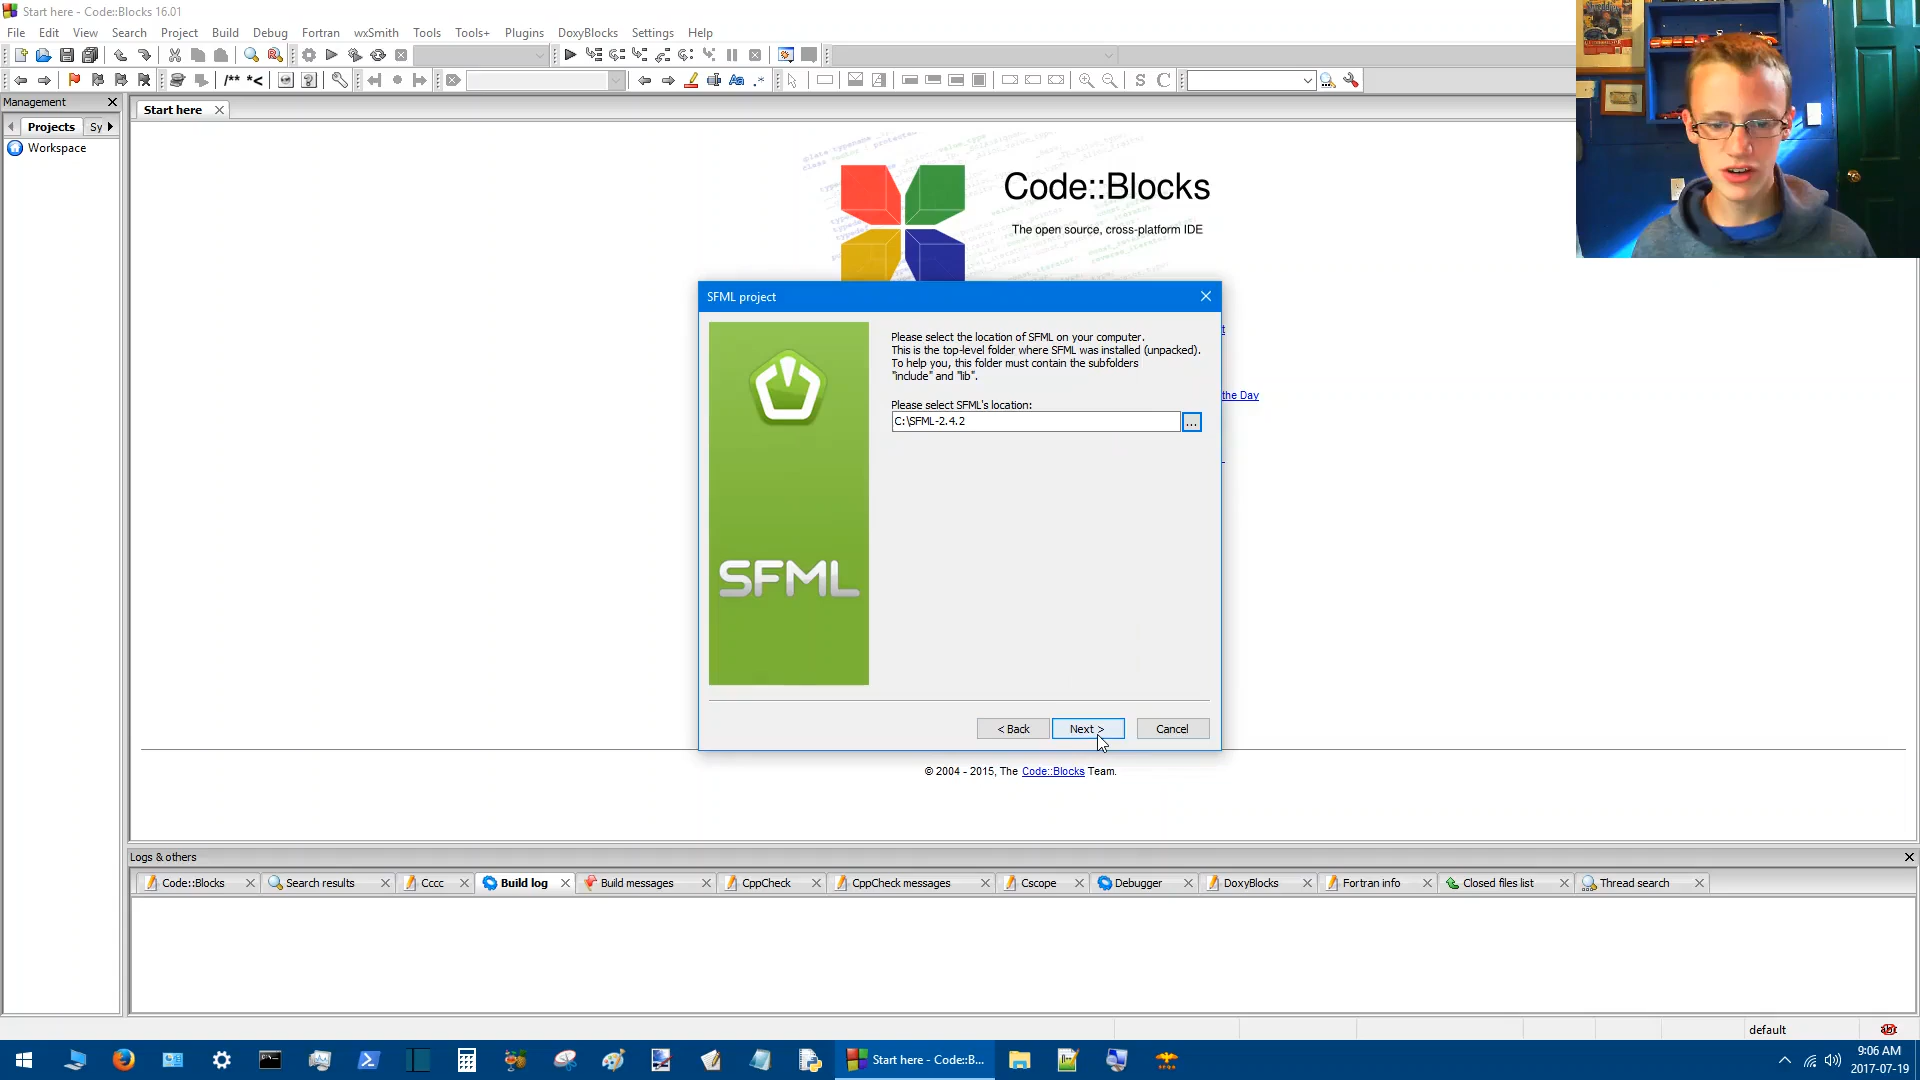 Start here - Code::Blocks 16.01
File Edit View Search Project Build Debug Fortran wxSmith Tools Tools+ Plugins DoxyBlocks Settings Help
/** *<
Aa .*
S C
Management
Start here
Projects Sy
Workspace
Code::Blocks
The open source, cross-platform IDE
SFML project
Please select the location of SFML on your computer.
This is the top-level folder where SFML was installed (unpacked).
To help you, this folder must contain the subfolders
"include" and "lib".
the Day
Please select SFML's location:
C:\SFML-2.4.2
...
SFML
< Back Next > Cancel
© 2004 - 2015, The Code::Blocks Team.
Logs & others
Code::Blocks Search results Cccc Build log Build messages CppCheck CppCheck messages Cscope Debugger DoxyBlocks Fortran info Closed files list Thread search
default
Start here - Code::B...
9:06 AM
2017-07-19